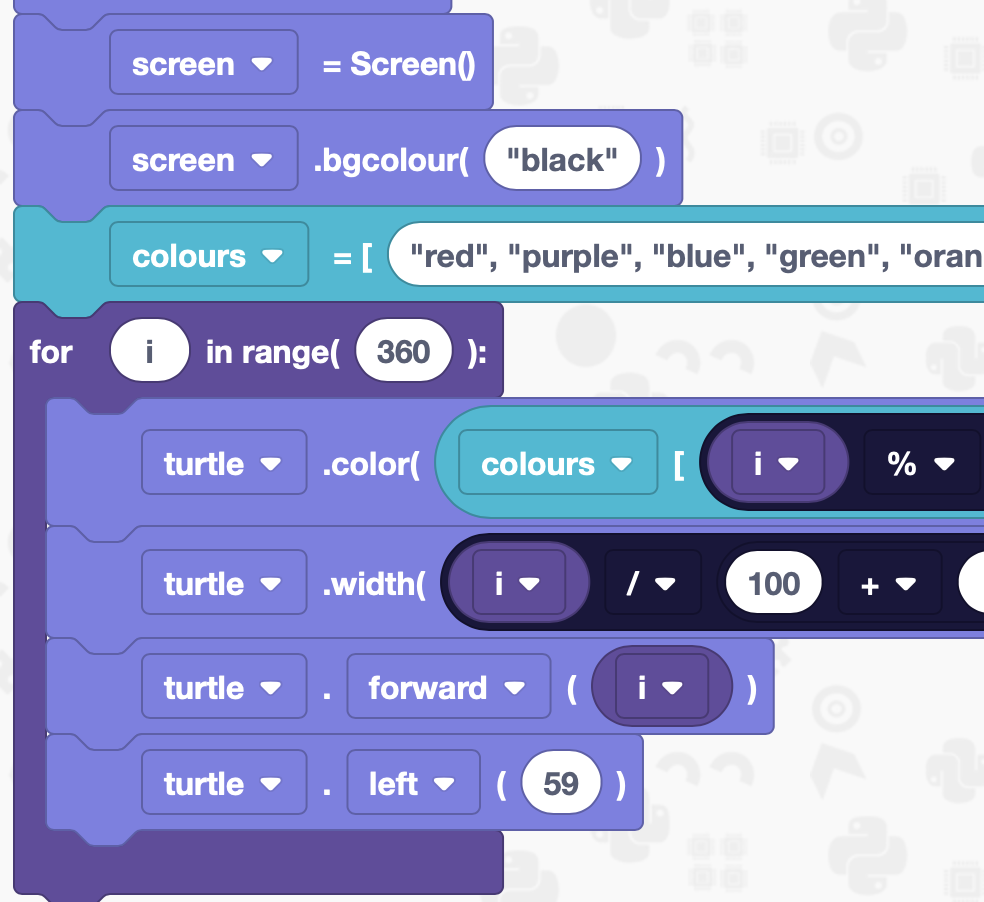 screen = Screen()
screen .bgcolour( "black" )
colours = [ "red", "purple", "blue", "green", "oran
for i in range( 360 ):
turtle .color( colours [ i %
turtle .width( i / 100 +
turtle . forward ( i )
turtle . left ( 59 )